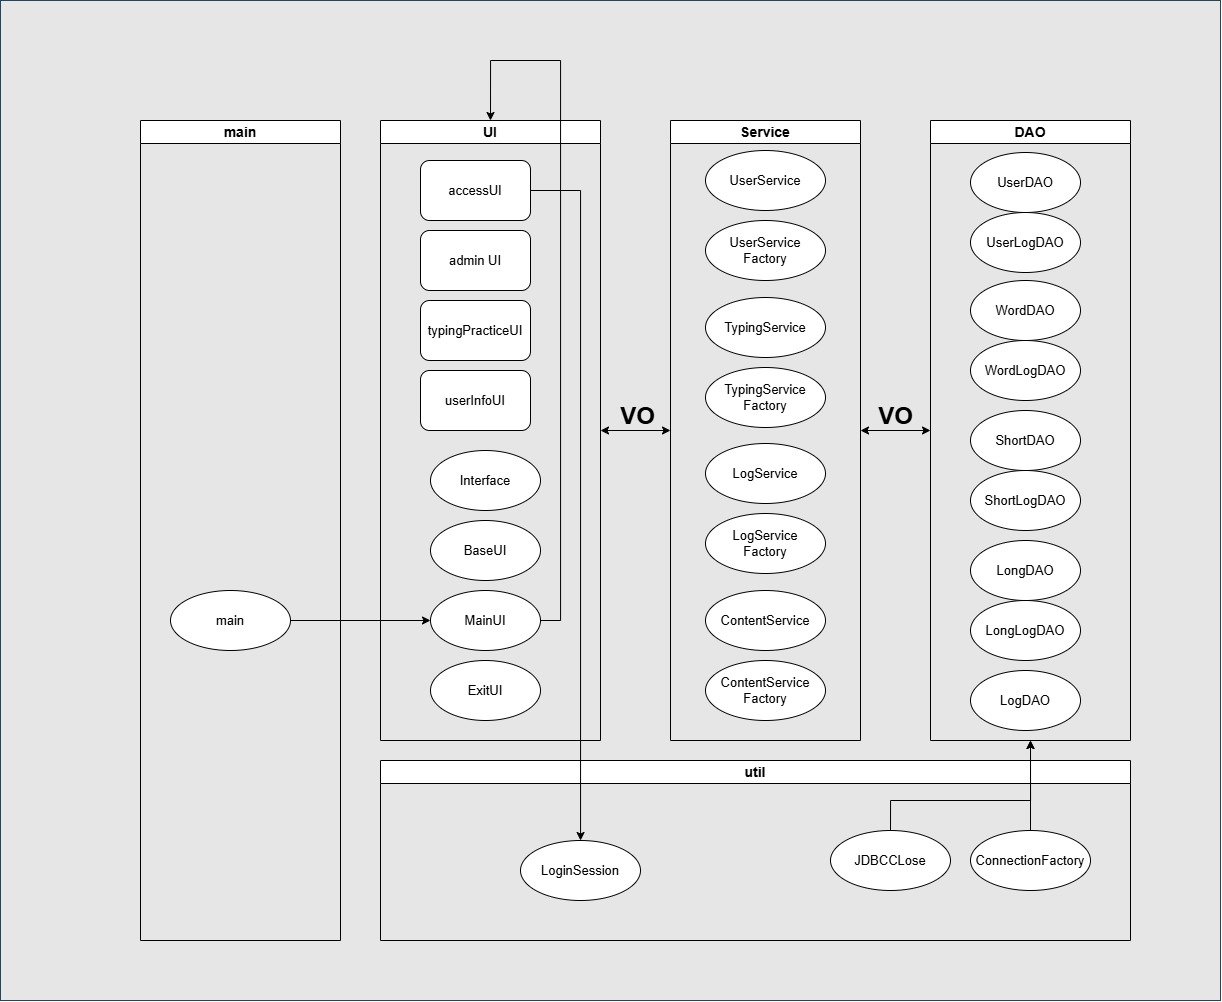 main
main
UI
accessUI
admin UI
typingPracticeUI
userInfoUI
Interface
BaseUI
MainUI
ExitUI
VO
Service
UserService
UserService
Factory
TypingService
TypingService
Factory
LogService
LogService
Factory
ContentService
ContentService
Factory
VO
DAO
UserDAO
UserLogDAO
WordDAO
WordLogDAO
ShortDAO
ShortLogDAO
LongDAO
LongLogDAO
LogDAO
util
LoginSession
JDBCCLose
ConnectionFactory